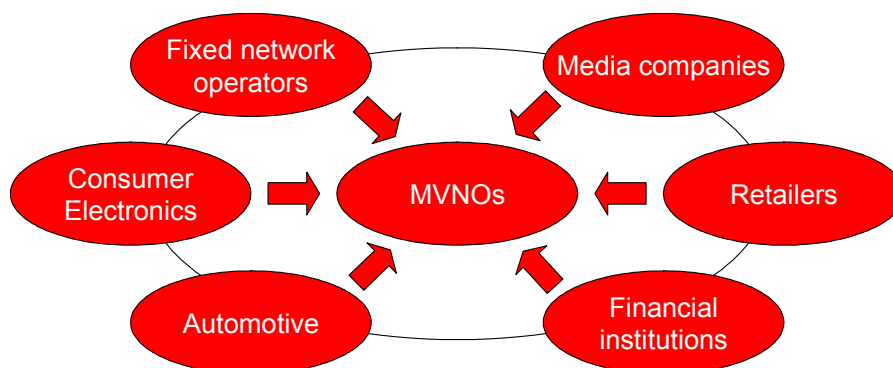 Fixed network
operators
Media companies
Consumer
Electronics
MVNOs
Retailers
Automotive
Financial
institutions